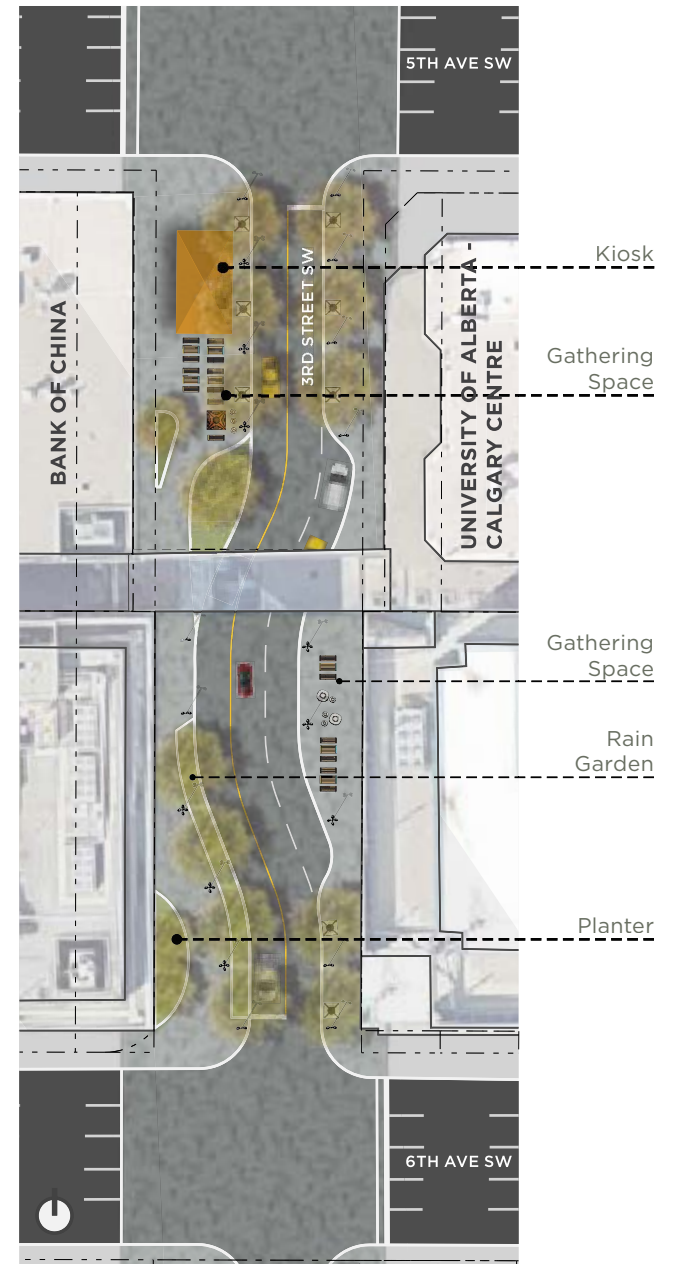 5TH AVE SW
Kiosk
3RD STREET SW
BANK OF CHINA
UNIVERSITY OF ALBERTA -
CALGARY CENTRE
Gathering
Space
Gathering
Space
Rain
Garden
Planter
6TH AVE SW